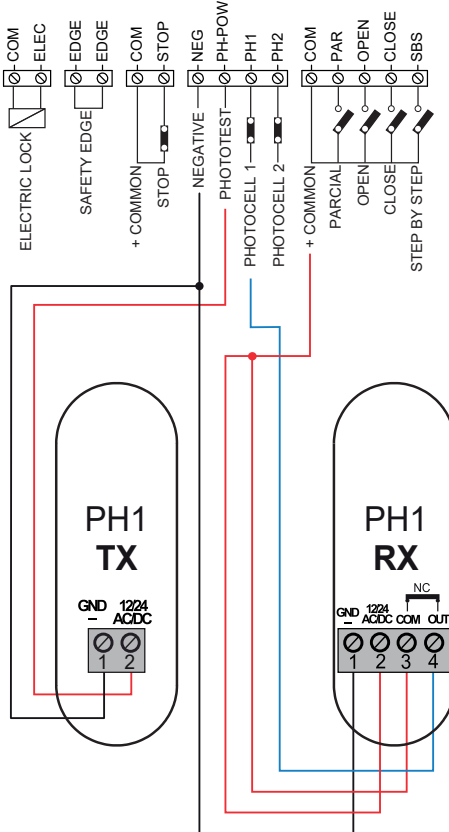 COM
ELEC
EDGE
EDGE
COM
STOP
NEG
PH-POW
PH1
PH2
COM
PAR
OPEN
CLOSE
SBS
ELECTRIC LOCK
SAFETY EDGE
+ COMMON
STOP
NEGATIVE
PHOTOTEST
PHOTOCELL 1
PHOTOCELL 2
+ COMMON
PARCIAL
OPEN
CLOSE
STEP BY STEP
PH1
TX
GND
–
12/24
AC/DC
1 2
PH1
RX
NC
GND
–
12/24
AC/DC
COM
OUT
1 2 3 4